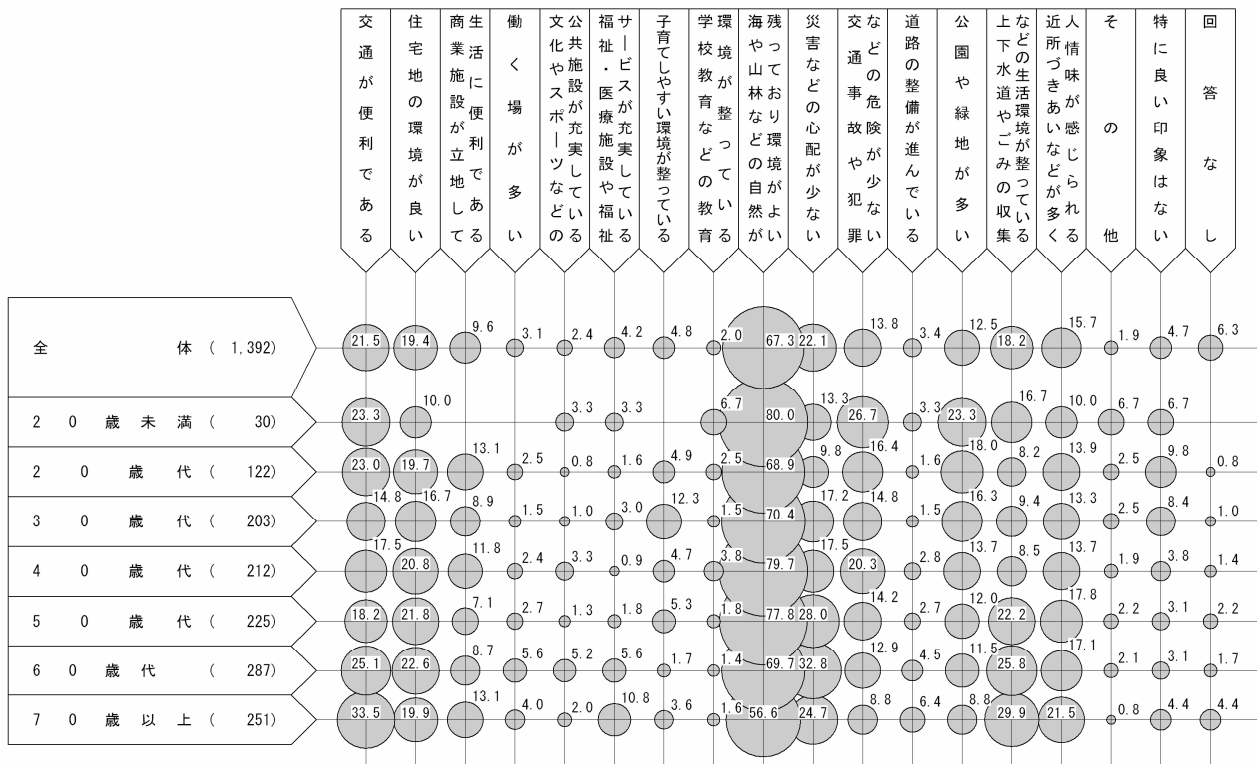 交通が便利である
住宅地の環境が良い
商業施設が立地して
生活に便利である
働く場が多い
文化やスポーツなどの
公共施設が充実している
福祉・医療施設や福祉
サービスが充実している
子育てしやすい環境が整っている
学校教育などの教育
環境が整っている
海や山林などの自然が
残っており環境がよい
災害などの心配が少ない
交通事故や犯罪
などの危険が少ない
道路の整備が進んでいる
公園や緑地が多い
上下水道やごみの収集
などの生活環境が整っている
近所づきあいなどが多く
人情味が感じられる
その他
特に良い印象はない
回答なし
全体 ( 1,392) 21.5 19.4 9.6 3.1 2.4 4.2 4.8 2.0 67.3 22.1 13.8 3.4 12.5 18.2 15.7 1.9 4.7 6.3
20歳未満 ( 30) 23.3 10.0 3.3 3.3 6.7 80.0 13.3 26.7 3.3 23.3 16.7 10.0 6.7 6.7
20歳代 ( 122) 23.0 19.7 13.1 2.5 0.8 1.6 4.9 2.5 68.9 9.8 16.4 1.6 18.0 8.2 13.9 2.5 9.8 0.8
30歳代 ( 203) 14.8 16.7 8.9 1.5 1.0 3.0 12.3 1.5 70.4 17.2 14.8 1.5 16.3 9.4 13.3 2.5 8.4 1.0
40歳代 ( 212) 17.5 20.8 11.8 2.4 3.3 0.9 4.7 3.8 79.7 17.5 20.3 2.8 13.7 8.5 13.7 1.9 3.8 1.4
50歳代 ( 225) 18.2 21.8 7.1 2.7 1.3 1.8 5.3 1.8 77.8 28.0 14.2 2.7 12.0 22.2 17.8 2.2 3.1 2.2
60歳代 ( 287) 25.1 22.6 8.7 5.6 5.2 5.6 1.7 1.4 69.7 32.8 12.9 4.5 11.5 25.8 17.1 2.1 3.1 1.7
70歳以上 ( 251) 33.5 19.9 13.1 4.0 2.0 10.8 3.6 1.6 56.6 24.7 8.8 6.4 8.8 29.9 21.5 0.8 4.4 4.4